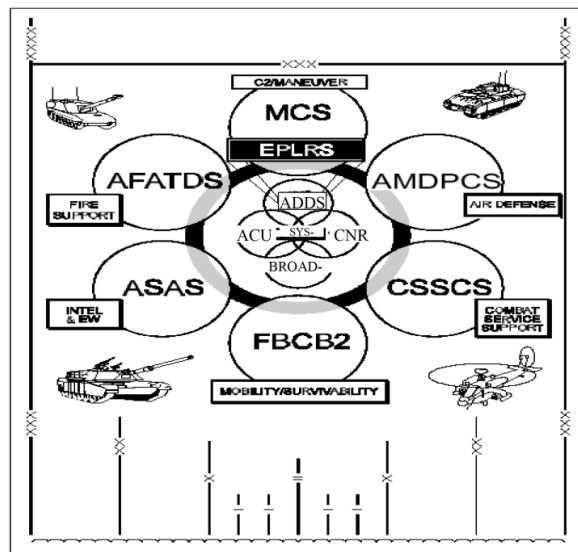 XXX
C2/MANEUVER
MCS
EPLRS
AFATDS
AMDPCS
FIRE
SUPPORT
ADDS
AIR DEFENSE
ACU
SYS-
CNR
BROAD-
ASAS
CSSCS
INTEL
& EW
FBCB2
COMBAT
SERVICE
SUPPORT
MOBILITY/SURVIVABILITY